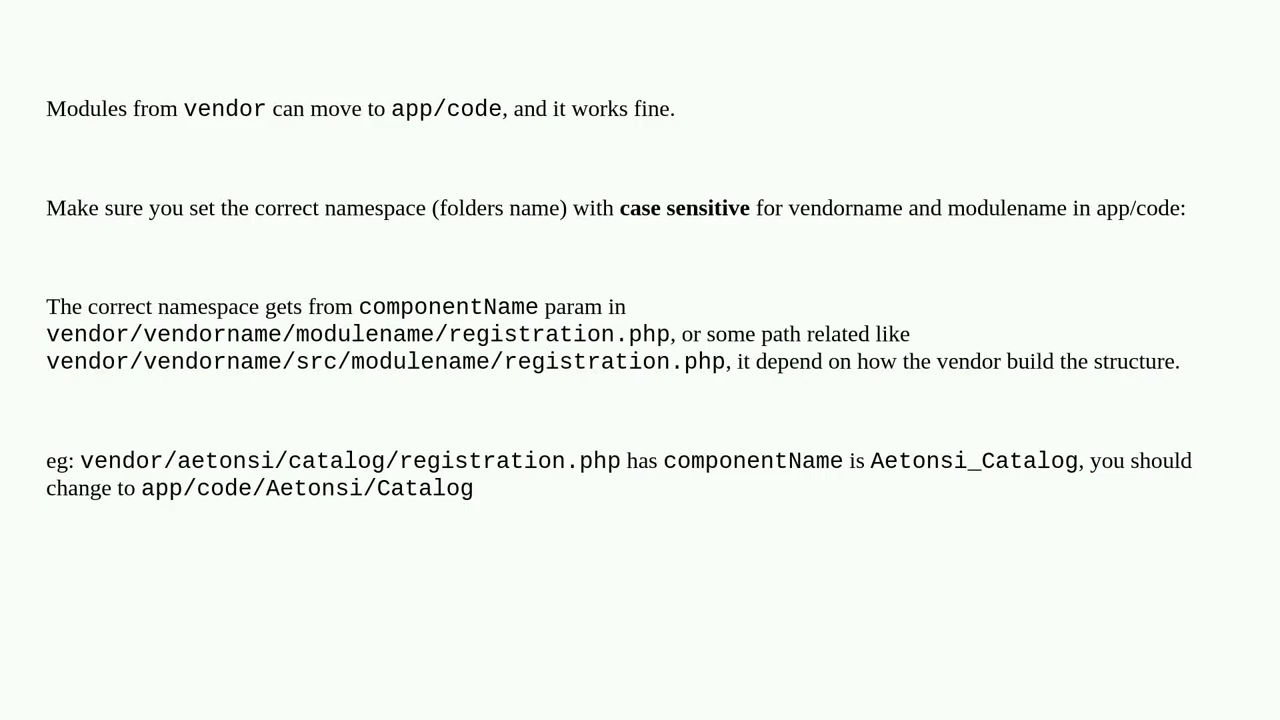 Modules from vendor can move to app/code, and it works fine.
Make sure you set the correct namespace (folders name) with case sensitive for vendorname and modulename in app/code:
The correct namespace gets from componentName param in
vendor/vendorname/modulename/registration.php, or some path related like
vendor/vendorname/src/modulename/registration.php, it depend on how the vendor build the structure.
eg: vendor/aetonsi/catalog/registration.php has componentName is Aetonsi_Catalog, you should
change to app/code/Aetonsi/Catalog